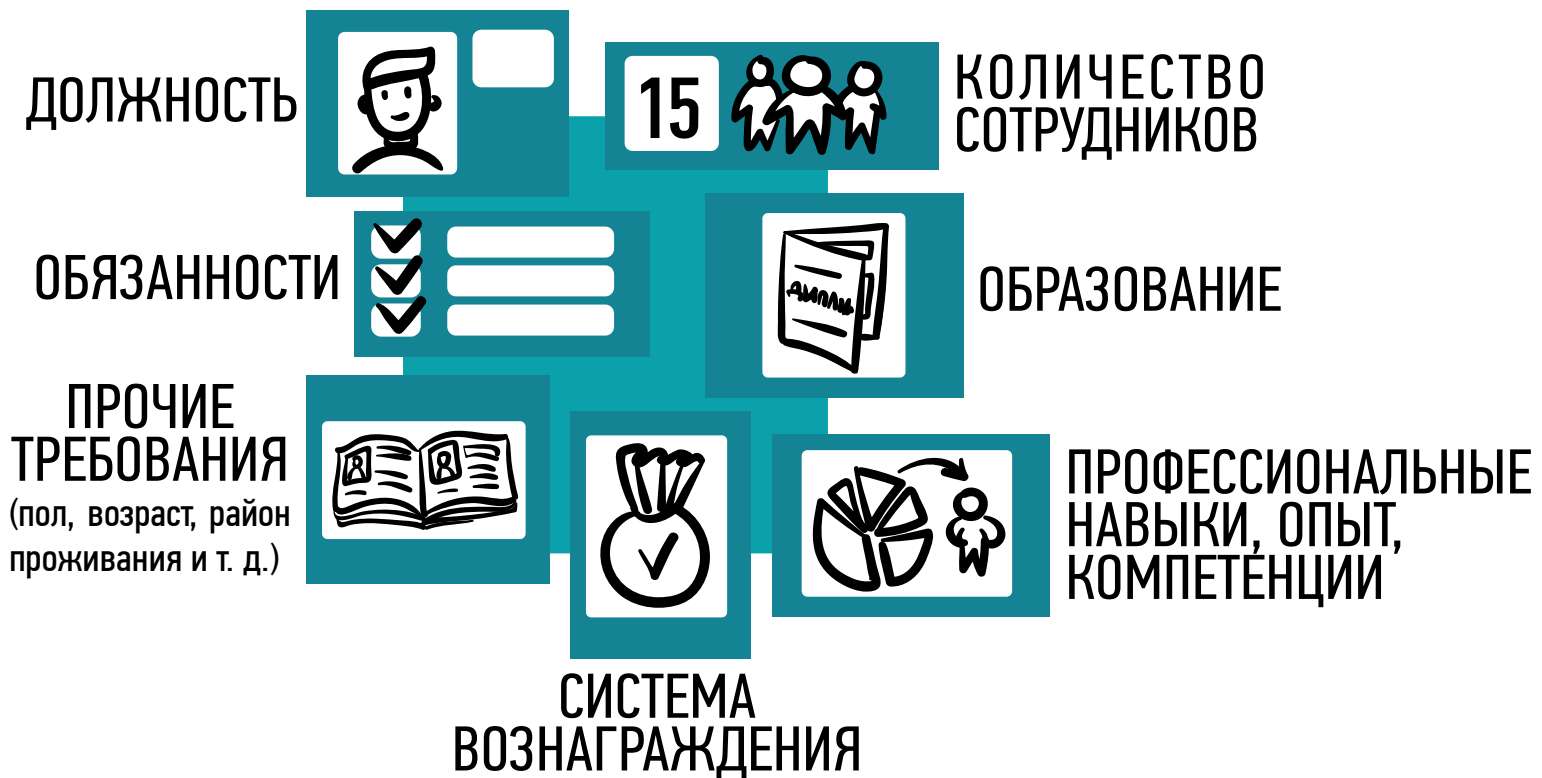 ДОЛЖНОСТЬ
15
КОЛИЧЕСТВО
СОТРУДНИКОВ
ОБЯЗАННОСТИ
ОБРАЗОВАНИЕ
ПРОЧИЕ
ТРЕБОВАНИЯ
(пол, возраст, район
проживания и т. д.)
ПРОФЕССИОНАЛЬНЫЕ
НАВЫКИ, ОПЫТ,
КОМПЕТЕНЦИИ
СИСТЕМА
ВОЗНАГРАЖДЕНИЯ